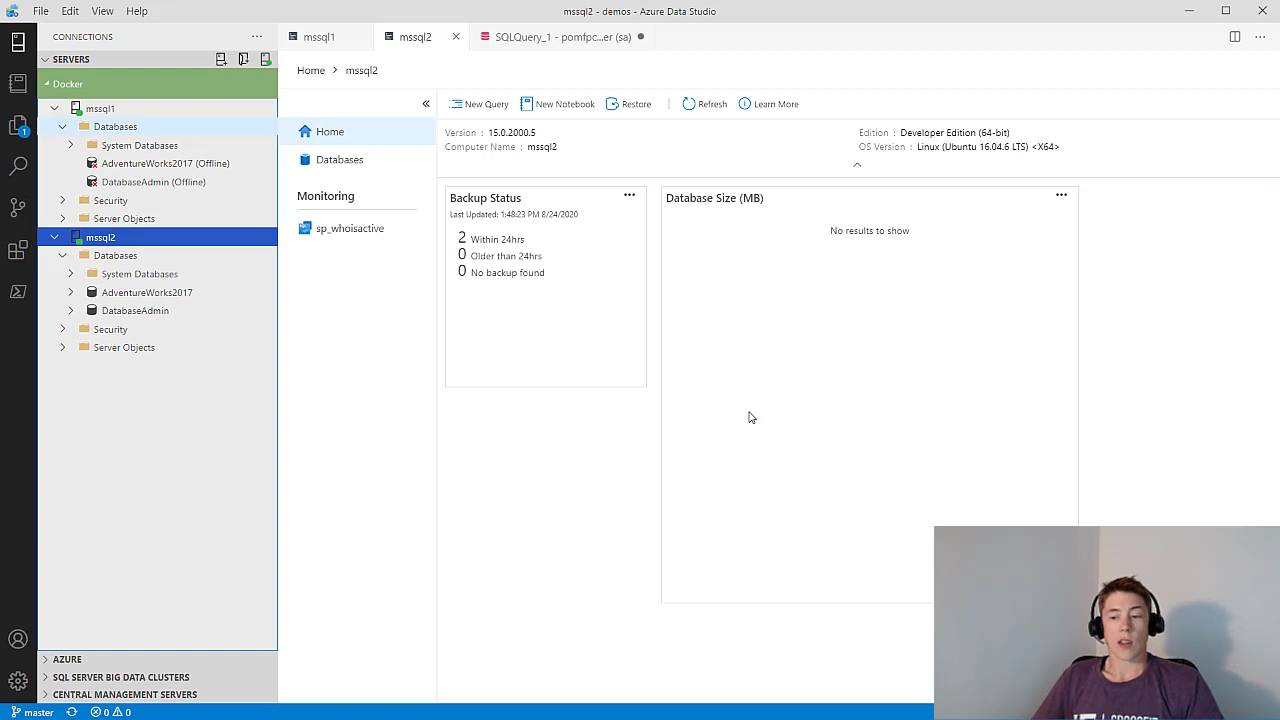 File Edit View Help
mssql2 - demos - Azure Data Studio
CONNECTIONS
SERVERS
Docker
mssql1
Databases
System Databases
AdventureWorks2017 (Offline)
DatabaseAdmin (Offline)
Security
Server Objects
mssql2
Databases
System Databases
AdventureWorks2017
DatabaseAdmin
Security
Server Objects
AZURE
SQL SERVER BIG DATA CLUSTERS
CENTRAL MANAGEMENT SERVERS
1
mssql1
mssql2
SQLQuery_1 - pomfpc...er (sa)
Home > mssql2
Home
Databases
Monitoring
sp_whoisactive
New Query
New Notebook
Restore
Refresh
Learn More
Version : 15.0.2000.5
Computer Name : mssql2
Edition : Developer Edition (64-bit)
OS Version : Linux (Ubuntu 16.04.6 LTS) <X64>
Backup Status
Last Updated: 1:48:23 PM 8/24/2020
2 Within 24hrs
0 Older than 24hrs
0 No backup found
Database Size (MB)
No results to show
master
0 0